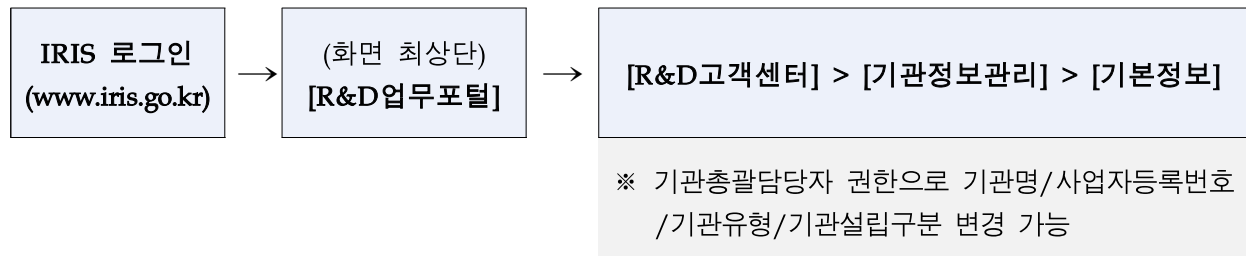 IRIS 로그인
(www.iris.go.kr)
→
(화면 최상단)
[R&D업무포털]
→
[R&D고객센터] > [기관정보관리] > [기본정보]
※ 기관총괄담당자 권한으로 기관명/사업자등록번호
/기관유형/기관설립구분 변경 가능